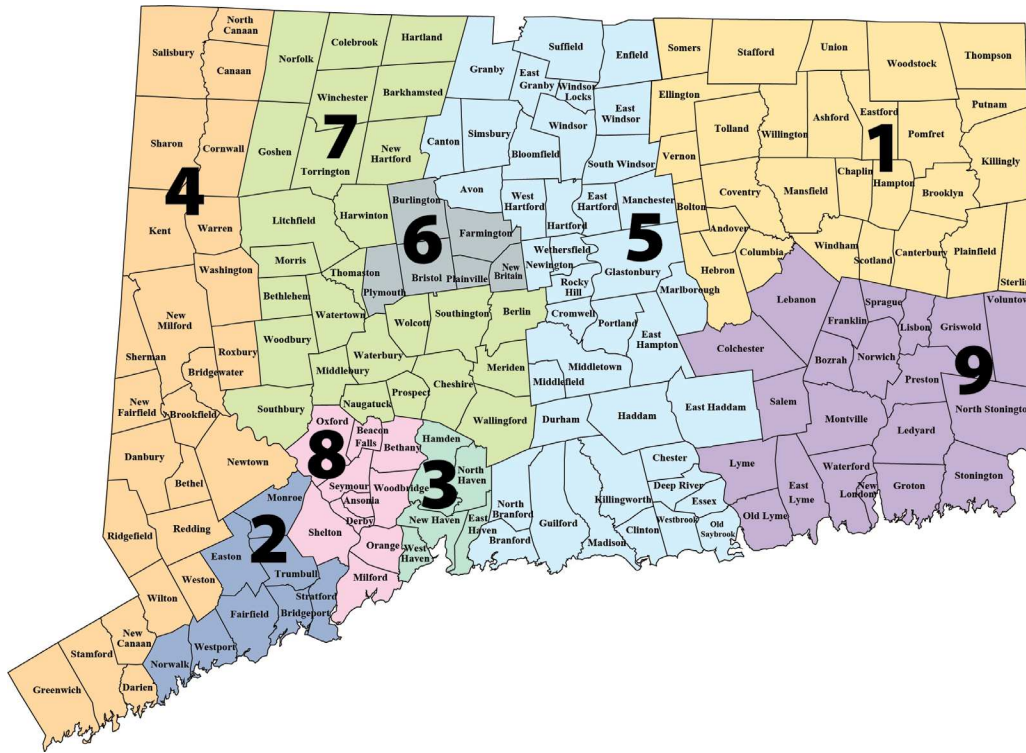 North
Canaan
Salisbury
Canaan
Norfolk
Colebrook
Hartland
Suffield
Enfield
Granby
East
Granby
Windsor
Locks
Somers
Stafford
Union
Woodstock
Thompson
Winchester
Barkhamsted
7
Sharon
Cornwall
Goshen
Torrington
New
Hartford
Canton
Simsbury
Bloomfield
Windsor
East
Windsor
South Windsor
Ellington
Tolland
Vernon
Willington
Ashford
Eastford
1
Pomfret
Putnam
Killingly
4
Kent
Warren
Litchfield
Harwinton
Burlington
Avon
West
Hartford
Hartford
East
Hartford
Manchester
Bolton
Coventry
Mansfield
Chaplin
Hampton
Brooklyn
6
Farmington
5
Andover
Columbia
Windham
Scotland
Canterbury
Plainfield
Sterlin
Washington
Morris
Thomaston
Plymouth
Bristol
Plainville
New
Britain
Wethersfield
Newington
Rocky
Hill
Glastonbury
Hebron
Marlborough
Bethlehem
Watertown
Wolcott
Southington
Berlin
Cromwell
Portland
East
Hampton
New
Milford
Roxbury
Woodbury
Waterbury
Middlebury
Cheshire
Meriden
Middlefield
Middletown
Colchester
Lebanon
Franklin
Sprague
Lisbon
Griswold
Voluntow
Bozrah
Norwich
Preston
9
North Stonington
Sherman
Bridgewater
New
Fairfield
Brookfield
Southbury
Naugatuck
Prospect
Wallingford
Durham
Haddam
East Haddam
Salem
Montville
Ledyard
Danbury
Bethel
Newtown
Oxford
Beacon
Falls
Bethany
Hamden
8
Seymour
Woodbridge
3
North
Haven
Ansonia
Derby
Chester
Deep River
Essex
Killingworth
Lyme
Waterford
Stonington
Groton
New
London
East
Lyme
Old Lyme
Ridgefield
Redding
Monroe
2
Shelton
Orange
New Haven
East
Haven
West
Haven
North
Branford
Branford
Guilford
Madison
Clinton
Westbrook
Old
Saybrook
Easton
Trumbull
Milford
Weston
Wilton
Stratford
Bridgeport
Fairfield
Westport
Norwalk
New
Canaan
Stamford
Darien
Greenwich